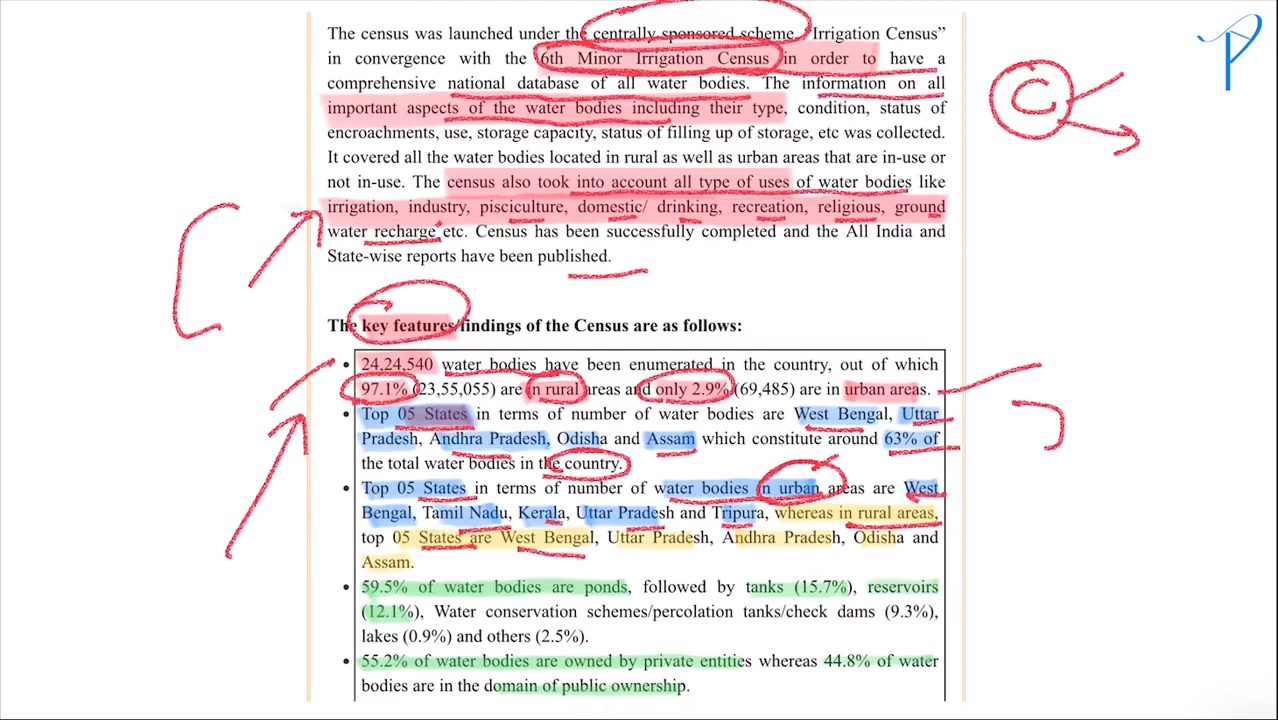 The census was launched under the centrally sponsored scheme, "Irrigation Census"
in convergence with the 6th Minor Irrigation Census in order to have a
comprehensive national database of all water bodies. The information on all
important aspects of the water bodies including their type, condition, status of
encroachments, use, storage capacity, status of filling up of storage, etc was collected.
It covered all the water bodies located in rural as well as urban areas that are in-use or
not in-use. The census also took into account all type of uses of water bodies like
irrigation, industry, pisciculture, domestic/ drinking, recreation, religious, ground
water recharge etc. Census has been successfully completed and the All India and
State-wise reports have been published.
The key features/findings of the Census are as follows:
• 24,24,540 water bodies have been enumerated in the country, out of which
97.1% (23,55,055) are in rural areas and only 2.9% (69,485) are in urban areas.
• Top 05 States in terms of number of water bodies are West Bengal, Uttar
Pradesh, Andhra Pradesh, Odisha and Assam which constitute around 63% of
the total water bodies in the country.
• Top 05 States in terms of number of water bodies in urban areas are West
Bengal, Tamil Nadu, Kerala, Uttar Pradesh and Tripura, whereas in rural areas,
top 05 States are West Bengal, Uttar Pradesh, Andhra Pradesh, Odisha and
Assam.
• 59.5% of water bodies are ponds, followed by tanks (15.7%), reservoirs
(12.1%), Water conservation schemes/percolation tanks/check dams (9.3%),
lakes (0.9%) and others (2.5%).
• 55.2% of water bodies are owned by private entities whereas 44.8% of water
bodies are in the domain of public ownership.
P
C